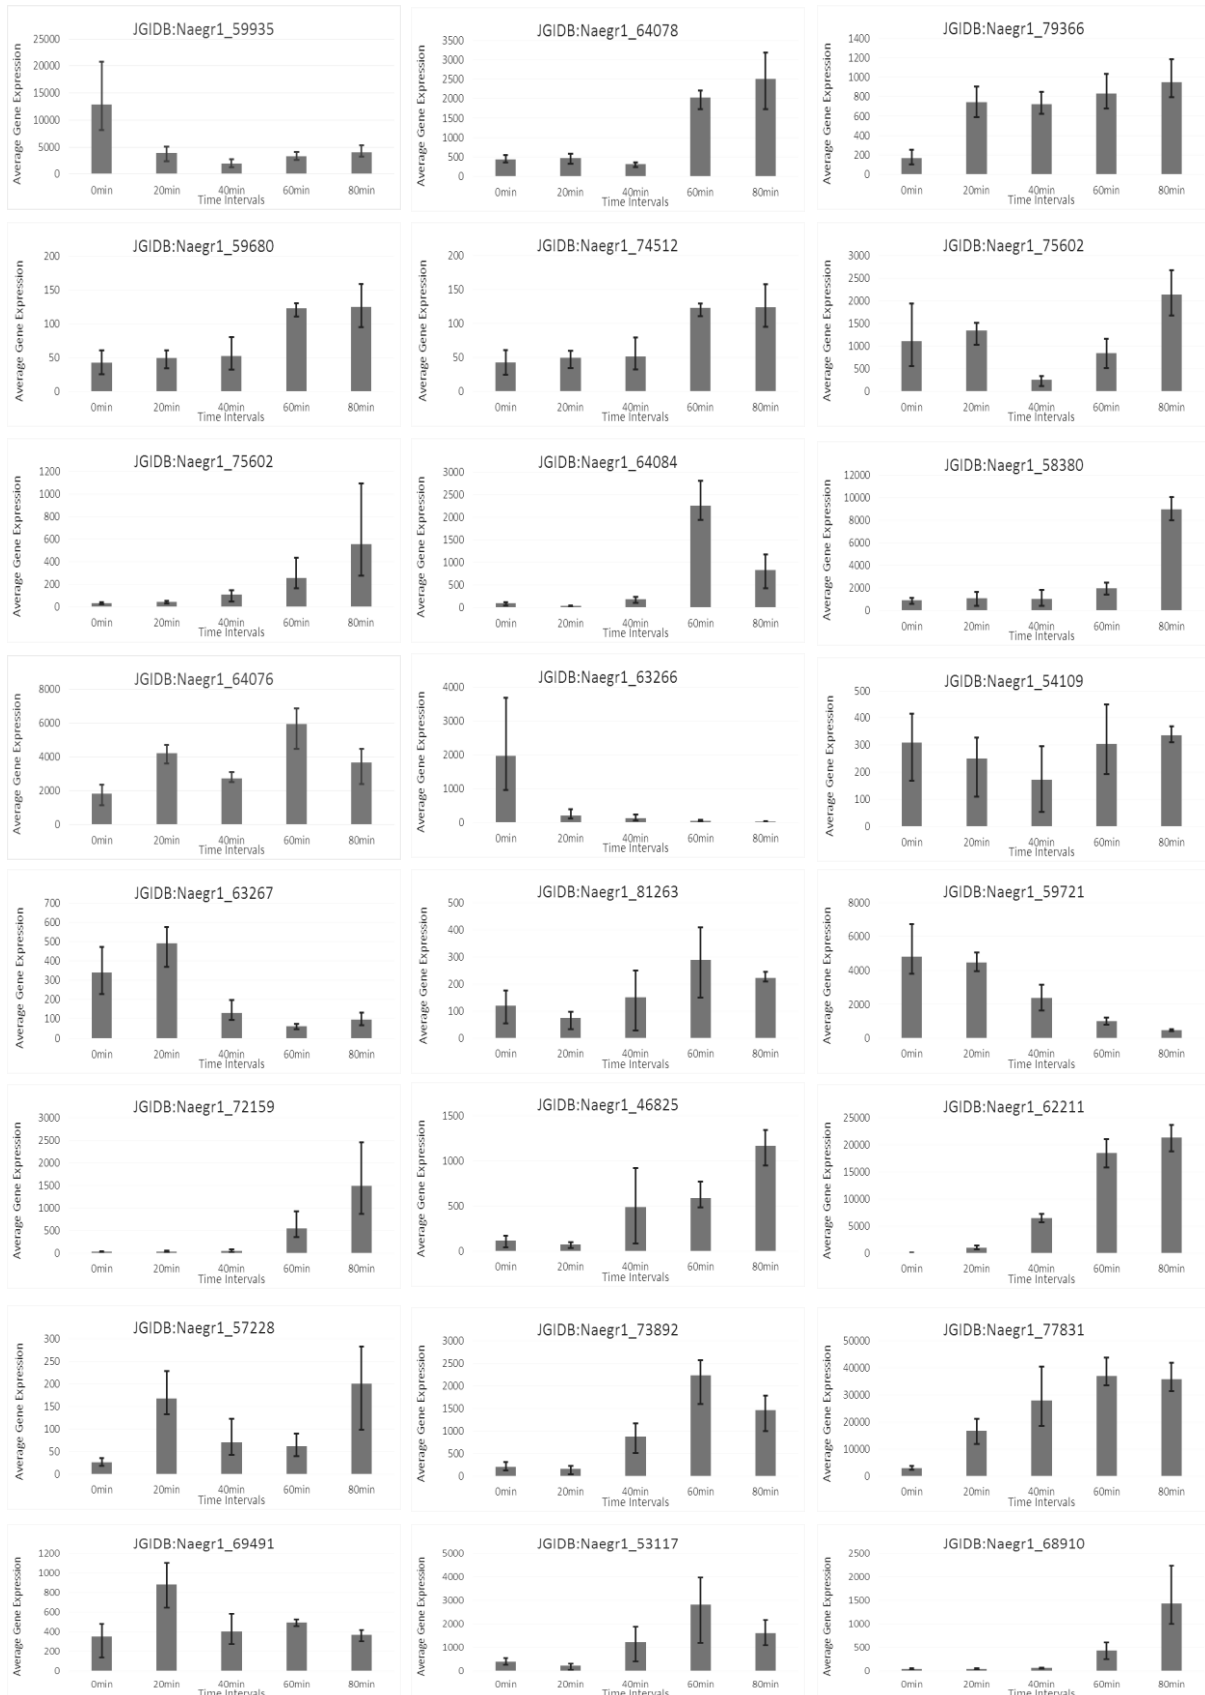 JGIDB:Naegr1_59935
Average Gene Expression
25000
20000
15000
10000
5000
0
0min 20min 40min 60min 80min
Time Intervals
JGIDB:Naegr1_64078
Average Gene Expression
3500
3000
2500
2000
1500
1000
500
0
0min 20min 40min 60min 80min
Time Intervals
JGIDB:Naegr1_79366
Average Gene Expression
1400
1200
1000
800
600
400
200
0
0min 20min 40min 60min 80min
Time Intervals
JGIDB:Naegr1_59680
Average Gene Expression
200
150
100
50
0
0min 20min 40min 60min 80min
Time Intervals
JGIDB:Naegr1_74512
Average Gene Expression
200
150
100
50
0
0min 20min 40min 60min 80min
Time Intervals
JGIDB:Naegr1_75602
Average Gene Expression
3000
2500
2000
1500
1000
500
0
0min 20min 40min 60min 80min
Time Intervals
JGIDB:Naegr1_75602
Average Gene Expression
1200
1000
800
600
400
200
0
0min 20min 40min 60min 80min
Time Intervals
JGIDB:Naegr1_64084
Average Gene Expression
3000
2500
2000
1500
1000
500
0
0min 20min 40min 60min 80min
Time Intervals
JGIDB:Naegr1_58380
Average Gene Expression
12000
10000
8000
6000
4000
2000
0
0min 20min 40min 60min 80min
Time Intervals
JGIDB:Naegr1_64076
Average Gene Expression
8000
6000
4000
2000
0
0min 20min 40min 60min 80min
Time Intervals
JGIDB:Naegr1_63266
Average Gene Expression
4000
3000
2000
1000
0
0min 20min 40min 60min 80min
Time Intervals
JGIDB:Naegr1_54109
Average Gene Expression
500
400
300
200
100
0
0min 20min 40min 60min 80min
Time Intervals
JGIDB:Naegr1_63267
Average Gene Expression
700
600
500
400
300
200
100
0
0min 20min 40min 60min 80min
Time Intervals
JGIDB:Naegr1_81263
Average Gene Expression
500
400
300
200
100
0
0min 20min 40min 60min 80min
Time Intervals
JGIDB:Naegr1_59721
Average Gene Expression
8000
6000
4000
2000
0
0min 20min 40min 60min 80min
Time Intervals
JGIDB:Naegr1_72159
Average Gene Expression
3000
2500
2000
1500
1000
500
0
0min 20min 40min 60min 80min
Time Intervals
JGIDB:Naegr1_46825
Average Gene Expression
1500
1000
500
0
0min 20min 40min 60min 80min
Time Intervals
JGIDB:Naegr1_62211
Average Gene Expression
25000
20000
15000
10000
5000
0
0min 20min 40min 60min 80min
Time Intervals
JGIDB:Naegr1_57228
Average Gene Expression
300
250
200
150
100
50
0
0min 20min 40min 60min 80min
Time Intervals
JGIDB:Naegr1_73892
Average Gene Expression
3000
2500
2000
1500
1000
500
0
0min 20min 40min 60min 80min
Time Intervals
JGIDB:Naegr1_77831
Average Gene Expression
50000
40000
30000
20000
10000
0
0min 20min 40min 60min 80min
Time Intervals
JGIDB:Naegr1_69491
Average Gene Expression
1200
1000
800
600
400
200
0
0min 20min 40min 60min 80min
Time Intervals
JGIDB:Naegr1_53117
Average Gene Expression
5000
4000
3000
2000
1000
0
0min 20min 40min 60min 80min
Time Intervals
JGIDB:Naegr1_68910
Average Gene Expression
2500
2000
1500
1000
500
0
0min 20min 40min 60min 80min
Time Intervals